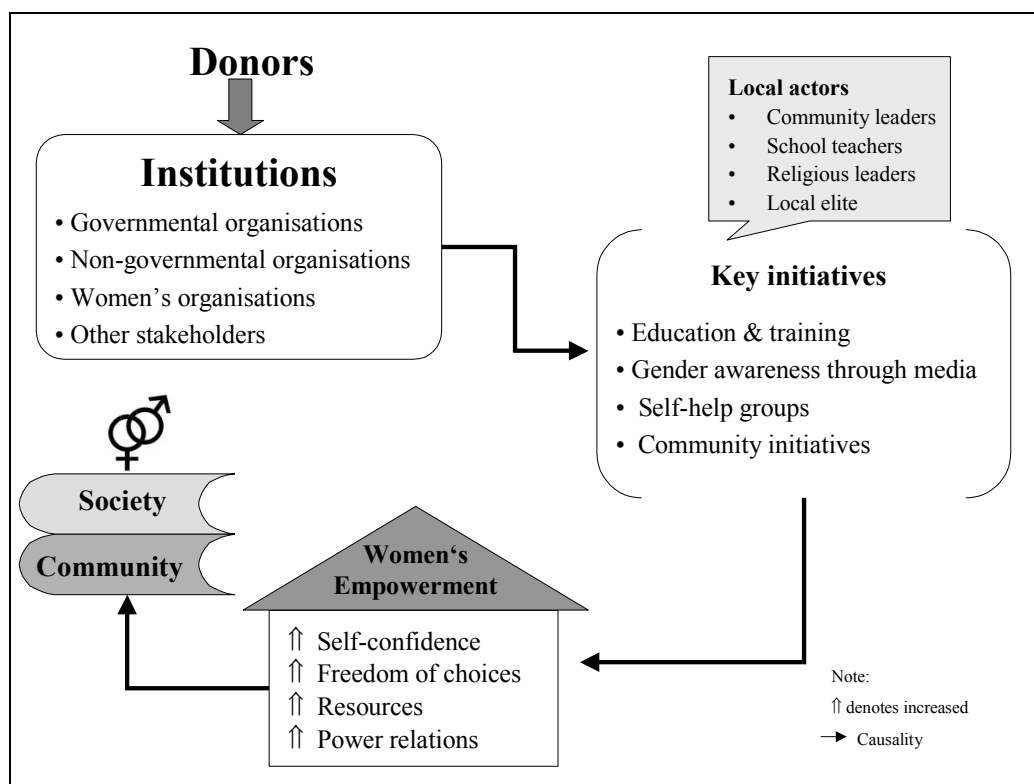 Donors
Institutions
• Governmental organisations
• Non-governmental organisations
• Women’s organisations
• Other stakeholders
Local actors
• Community leaders
• School teachers
• Religious leaders
• Local elite
Key initiatives
• Education & training
• Gender awareness through media
• Self-help groups
• Community initiatives
Society
Community
Women‘s
Empowerment
⇑ Self-confidence
⇑ Freedom of choices
⇑ Resources
⇑ Power relations
Note:
⇑ denotes increased
→ Causality